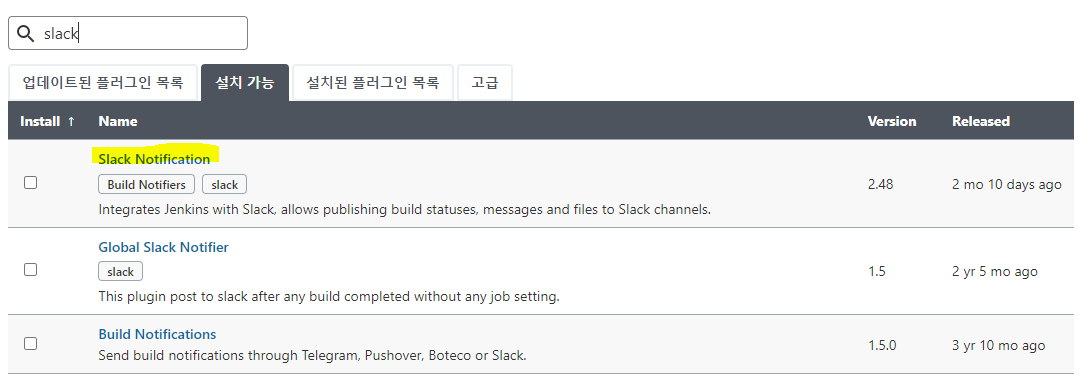 slack
업데이트된 플러그인 목록 설치 가능 설치된 플러그인 목록 고급
Install ↑ Name Version Released
Slack Notification
Build Notifiers slack
2.48 2 mo 10 days ago
Integrates Jenkins with Slack, allows publishing build statuses, messages and files to Slack channels.
Global Slack Notifier
slack
1.5 2 yr 5 mo ago
This plugin post to slack after any build completed without any job setting.
Build Notifications
1.5.0 3 yr 10 mo ago
Send build notifications through Telegram, Pushover, Boteco or Slack.